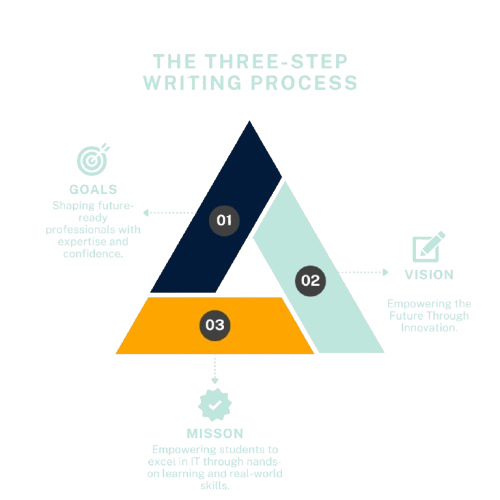 THE THREE-STEP
WRITING PROCESS
GOALS
Shaping future-
ready
professionals with
expertise and
confidence.
01
02
VISION
Empowering the
Future Through
Innovation.
03
MISSON
Empowering students to
excel in IT through hands-
on learning and real-world
skills.